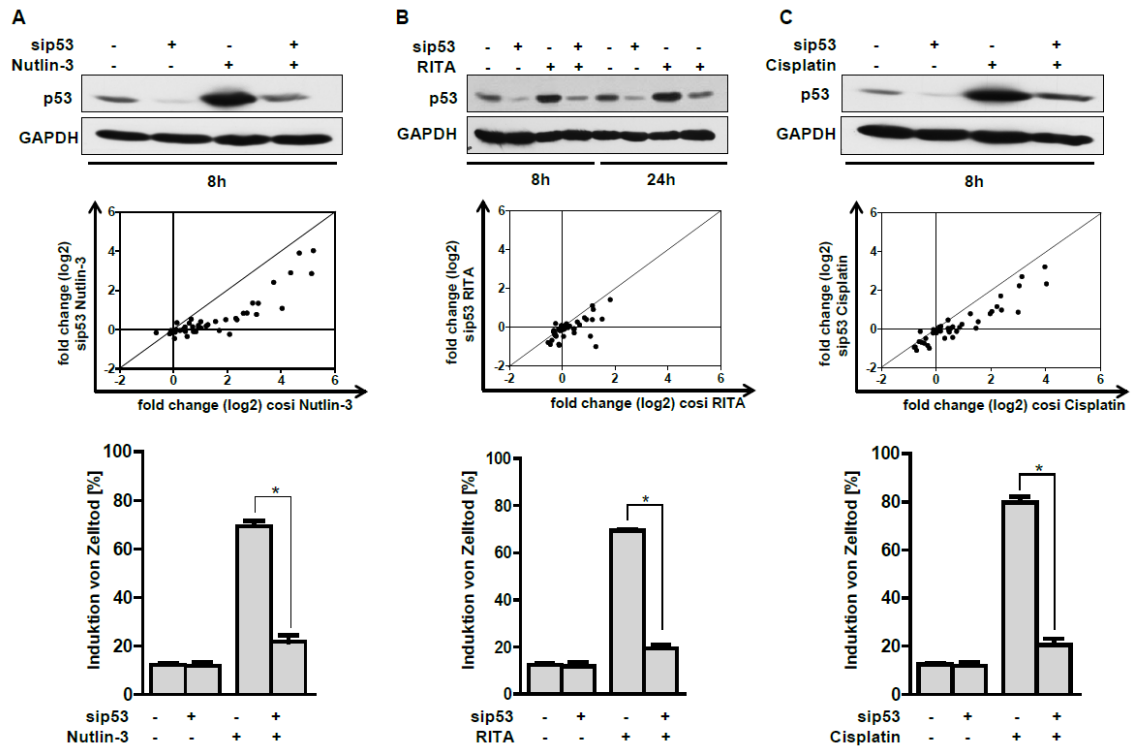 A
sip53 - + - +
Nutlin-3 - - + +
p53
GAPDH
8h
fold change (log2)
sip53 Nutlin-3
6
4
2
0
-2
-2 0 2 4 6
fold change (log2) cosi Nutlin-3
Induktion von Zelltod [%]
100
80
60
40
20
0
*
sip53 - + - +
Nutlin-3 - - + +
B
sip53 - + - + - + - +
RITA - - + + - - + +
p53
GAPDH
8h 24h
fold change (log2)
sip53 RITA
6
4
2
0
-2
-2 0 2 4 6
fold change (log2) cosi RITA
Induktion von Zelltod [%]
100
80
60
40
20
0
*
sip53 - + - +
RITA - - + +
C
sip53 - + - +
Cisplatin - - + +
p53
GAPDH
8h
fold change (log2)
sip53 Cisplatin
6
4
2
0
-2
-2 0 2 4 6
fold change (log2) cosi Cisplatin
Induktion von Zelltod [%]
100
80
60
40
20
0
*
sip53 - + - +
Cisplatin - - + +